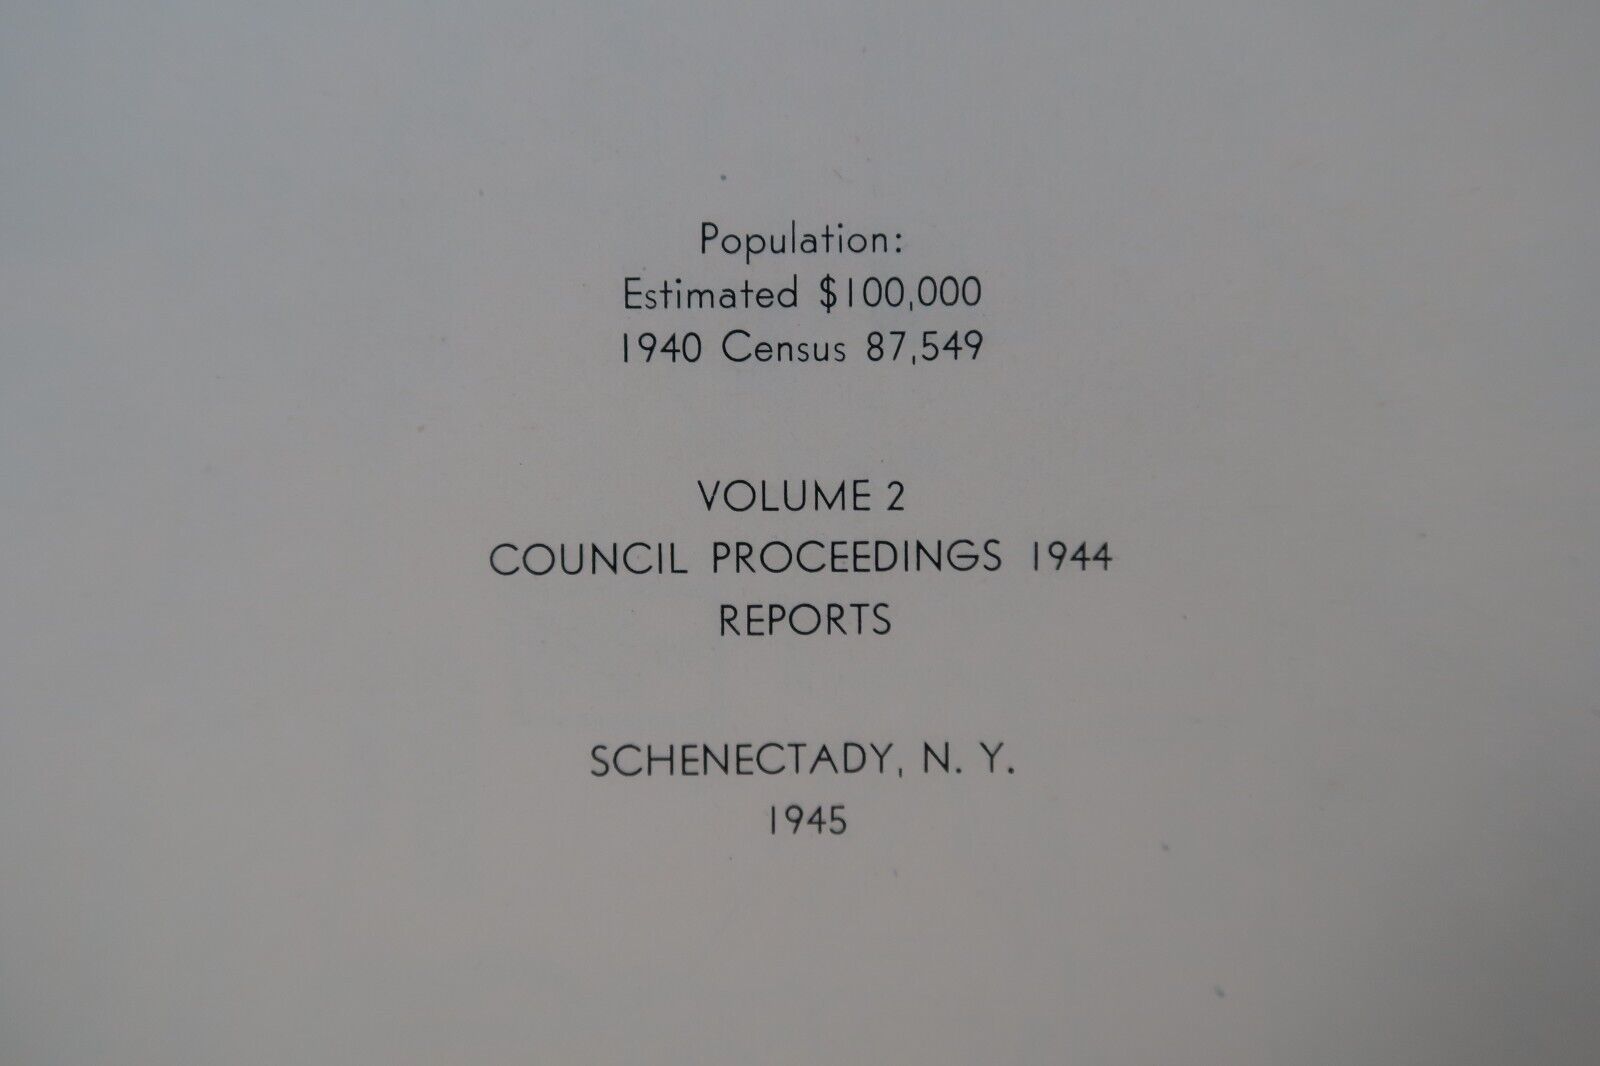 Population:
Estimated $100,000
1940 Census 87,549
VOLUME 2
COUNCIL PROCEEDINGS 1944
REPORTS
SCHENECTADY, N. Y.
1945